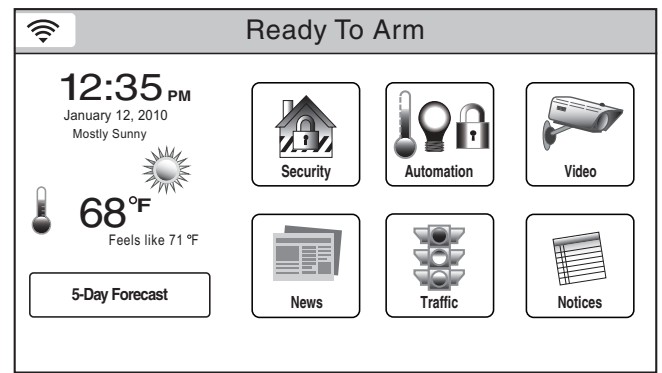 Ready To Arm
12:35 PM
January 12, 2010
Mostly Sunny
68°F
Feels like 71 °F
5-Day Forecast
Security
Automation
Video
News
Traffic
Notices